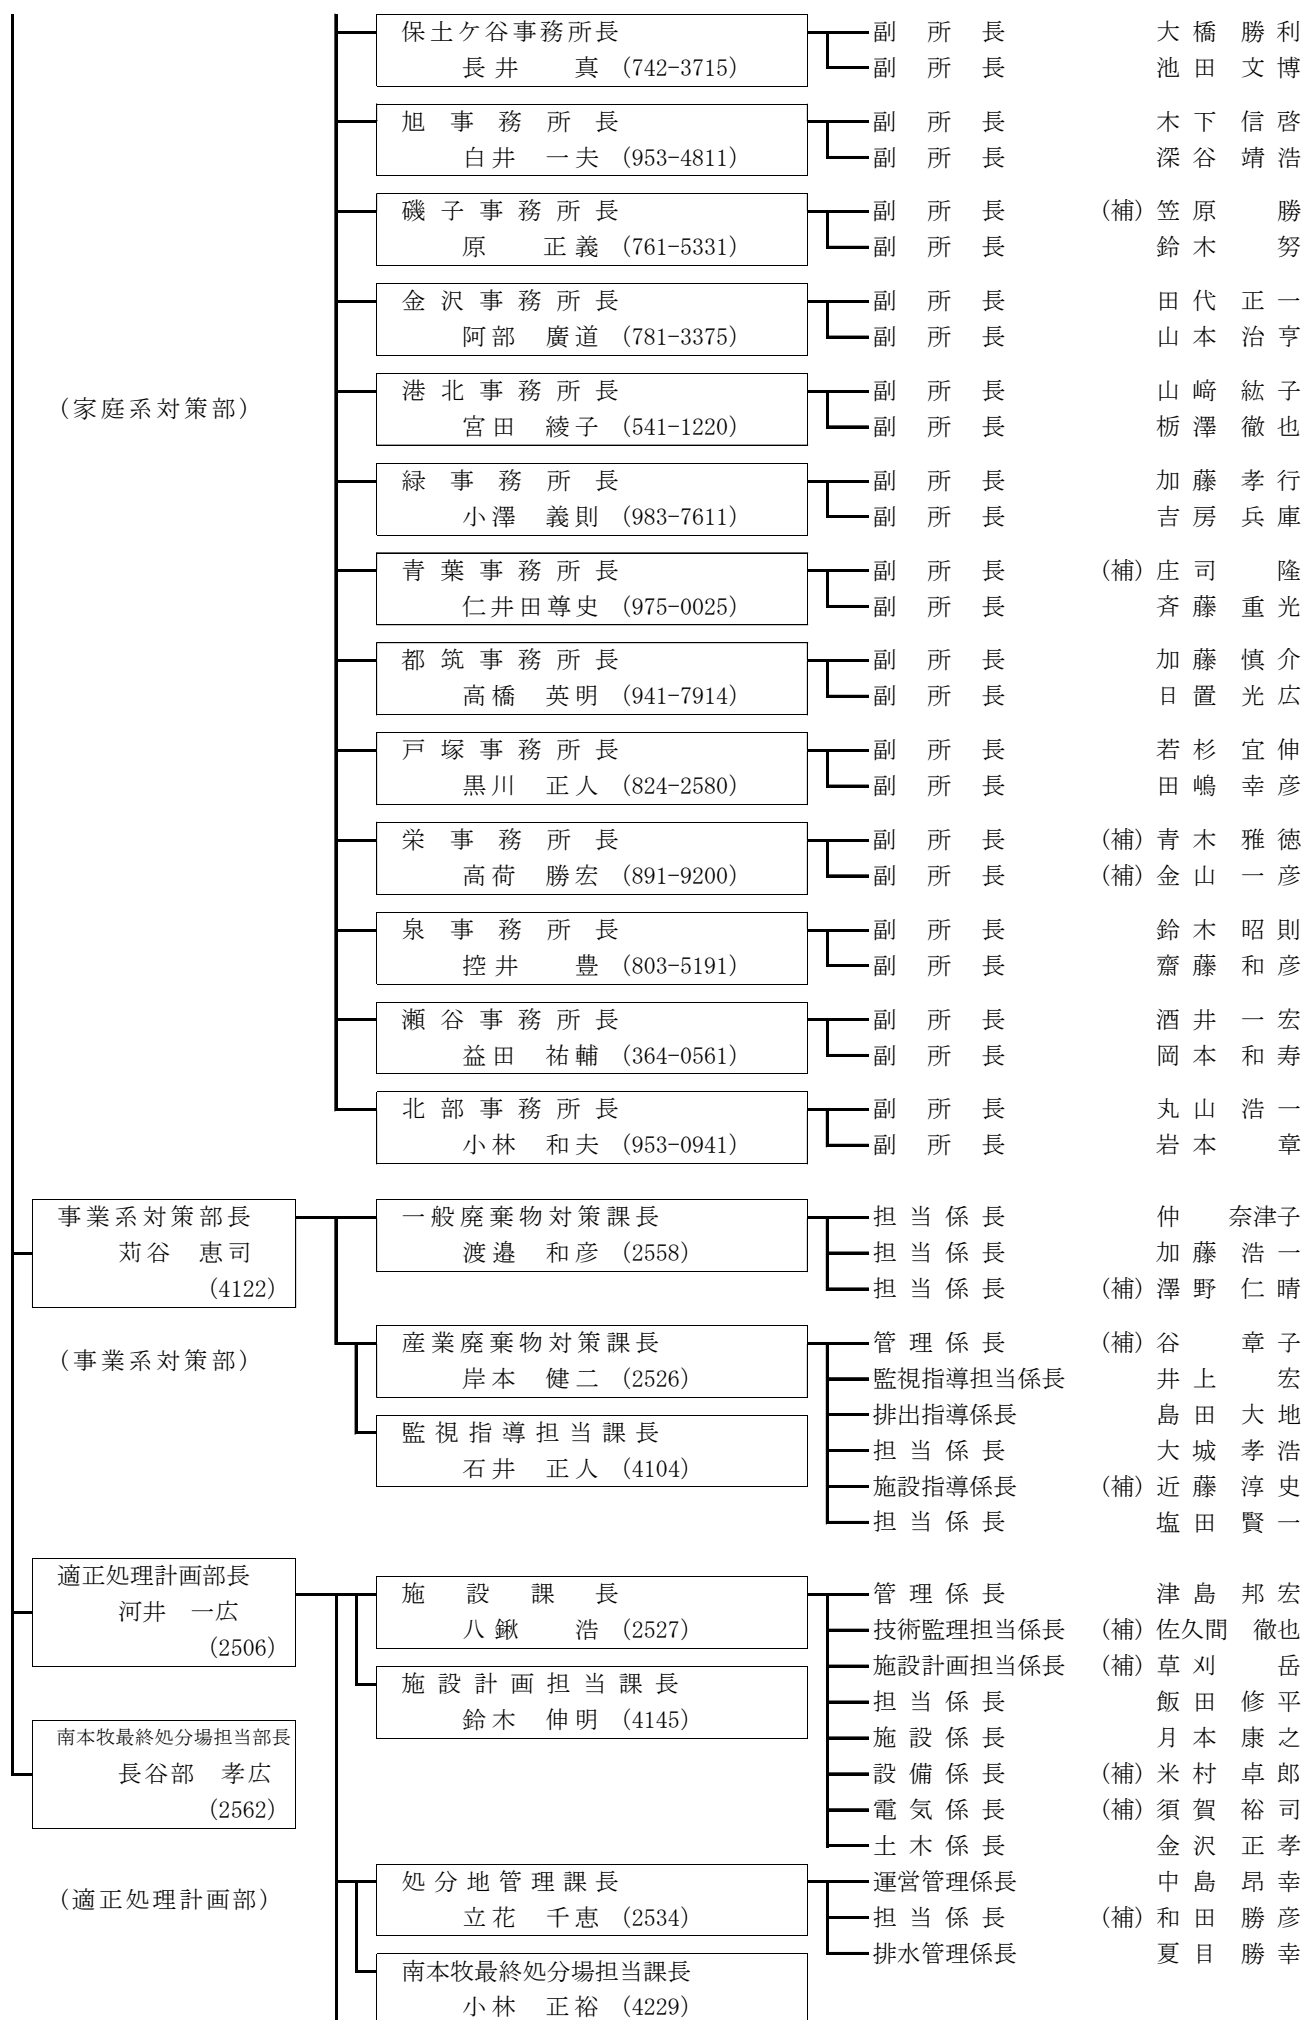 保土ケ谷事務所長 副所長 大橋勝利
長井 真 (742-3715) 副所長 池田文博
旭事務所長 副所長 木下信啓
白井 一夫 (953-4811) 副所長 深谷靖浩
磯子事務所長 副所長 (補) 笠原 勝
原 正義 (761-5331) 副所長 鈴木 努
金沢事務所長 副所長 田代正一
阿部 廣道 (781-3375) 副所長 山本治亨
(家庭系対策部)
港北事務所長 副所長 山﨑紘子
宮田 綾子 (541-1220) 副所長 栃澤徹也
緑事務所長 副所長 加藤孝行
小澤 義則 (983-7611) 副所長 吉房兵庫
青葉事務所長 副所長 (補) 庄司 隆
仁井田尊史 (975-0025) 副所長 斉藤重光
都筑事務所長 副所長 加藤慎介
高橋 英明 (941-7914) 副所長 日置光広
戸塚事務所長 副所長 若杉宜伸
黒川 正人 (824-2580) 副所長 田嶋幸彦
栄事務所長 副所長 (補) 青木雅徳
高荷 勝宏 (891-9200) 副所長 (補) 金山一彦
泉事務所長 副所長 鈴木昭則
控井 豊 (803-5191) 副所長 齋藤和彦
瀬谷事務所長 副所長 酒井一宏
益田 祐輔 (364-0561) 副所長 岡本和寿
北部事務所長 副所長 丸山浩一
小林 和夫 (953-0941) 副所長 岩本 章
事業系対策部長 一般廃棄物対策課長 担当係長 仲 奈津子
苅谷 恵司 渡邉 和彦 (2558) 担当係長 加藤浩一
(4122) 担当係長 (補) 澤野仁晴
(事業系対策部)
産業廃棄物対策課長 管理係長 (補) 谷 章子
岸本 健二 (2526) 監視指導担当係長 井上 宏
排出指導係長 島田大地
監視指導担当課長 担当係長 大城孝浩
石井 正人 (4104) 施設指導係長 (補) 近藤淳史
担当係長 塩田賢一
適正処理計画部長 施設課長 管理係長 津島邦宏
河井 一広 八鍬 浩 (2527) 技術監理担当係長 (補) 佐久間 徹也
(2506) 施設計画担当係長 (補) 草刈 岳
施設計画担当課長 担当係長 飯田修平
鈴木 伸明 (4145) 施設係長 月本康之
南本牧最終処分場担当部長
長谷部 孝広 設備係長 (補) 米村卓郎
(2562) 電気係長 (補) 須賀裕司
土木係長 金沢正孝
(適正処理計画部)
処分地管理課長 運営管理係長 中島昂幸
立花 千恵 (2534) 担当係長 (補) 和田勝彦
排水管理係長 夏目勝幸
南本牧最終処分場担当課長
小林 正裕 (4229)